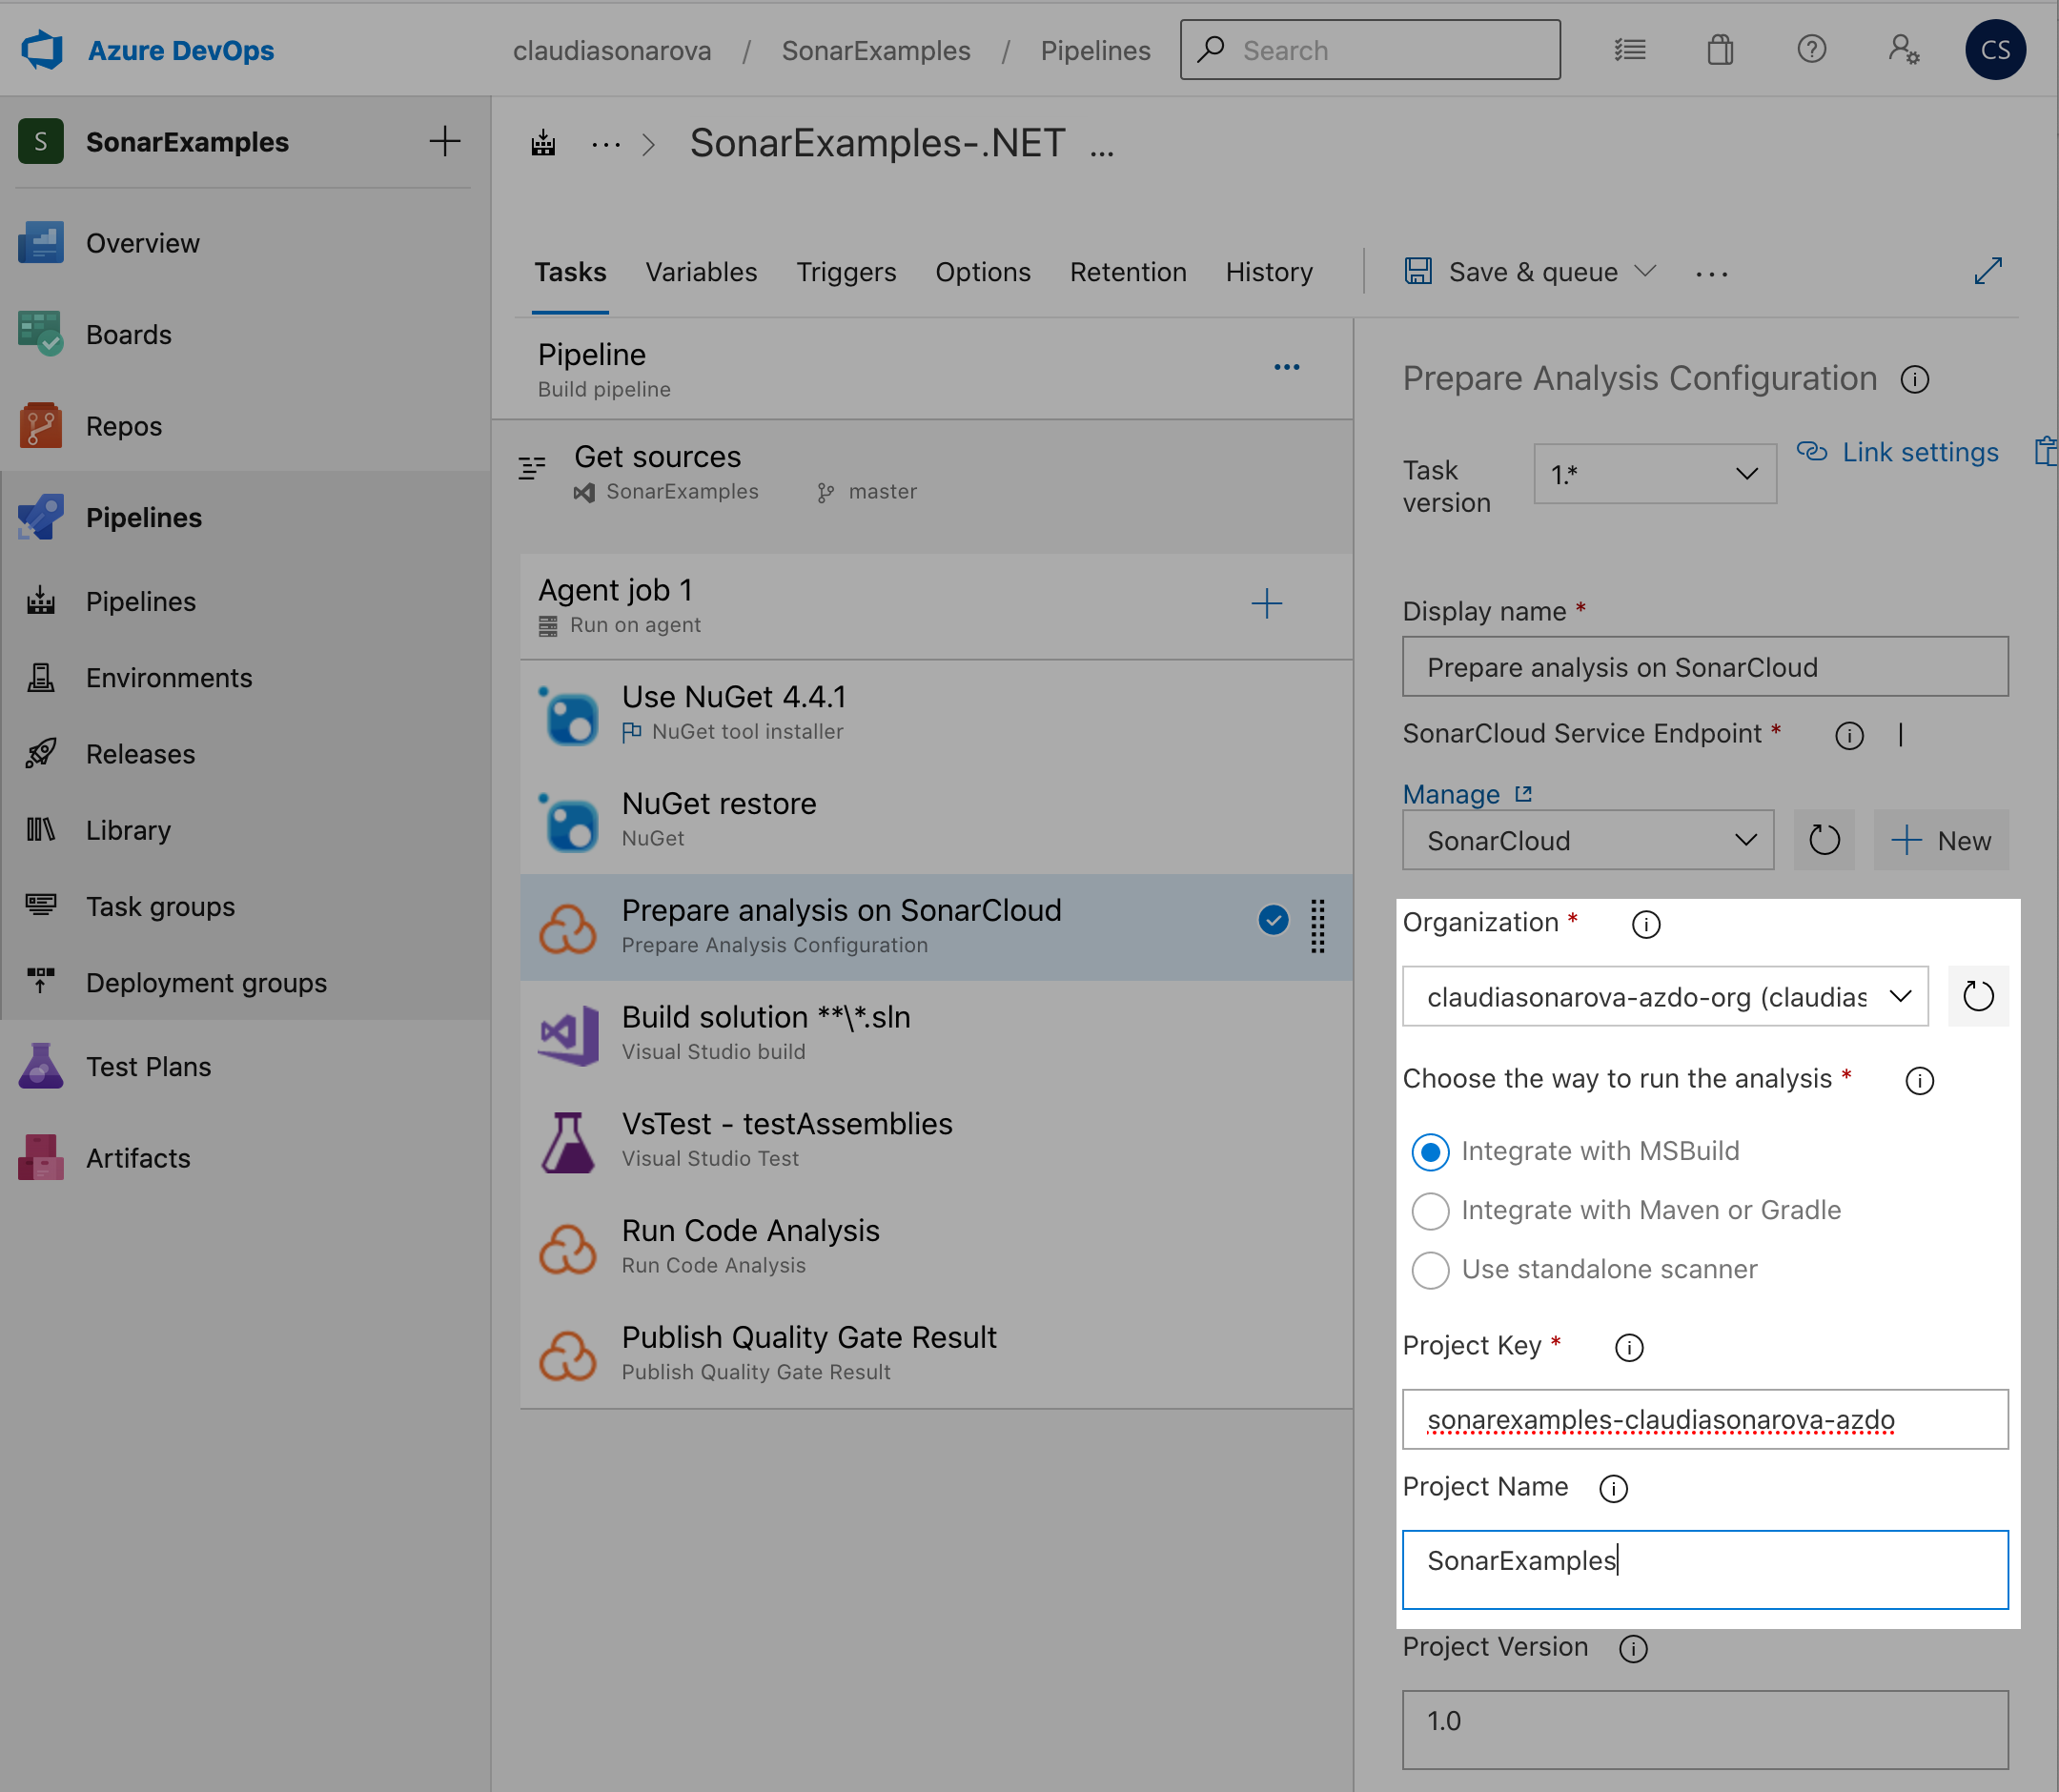 Azure DevOps
claudiasonarova / SonarExamples / Pipelines
Search
CS
S SonarExamples
Overview
Boards
Repos
Pipelines
Pipelines
Environments
Releases
Library
Task groups
Deployment groups
Test Plans
Artifacts
... > SonarExamples-.NET ...
Tasks Variables Triggers Options Retention History
Save & queue ...
Pipeline
Build pipeline
Get sources
SonarExamples master
Agent job 1
Run on agent
Use NuGet 4.4.1
NuGet tool installer
NuGet restore
NuGet
Prepare analysis on SonarCloud
Prepare Analysis Configuration
Build solution **\*.sln
Visual Studio build
VsTest - testAssemblies
Visual Studio Test
Run Code Analysis
Run Code Analysis
Publish Quality Gate Result
Publish Quality Gate Result
Prepare Analysis Configuration
Task
version
1.*
Link settings
Display name *
Prepare analysis on SonarCloud
SonarCloud Service Endpoint * |
Manage
SonarCloud
New
Organization *
claudiasonarova-azdo-org (claudias
Choose the way to run the analysis *
Integrate with MSBuild
Integrate with Maven or Gradle
Use standalone scanner
Project Key *
sonarexamples-claudiasonarova-azdo
Project Name
SonarExamples
Project Version
1.0